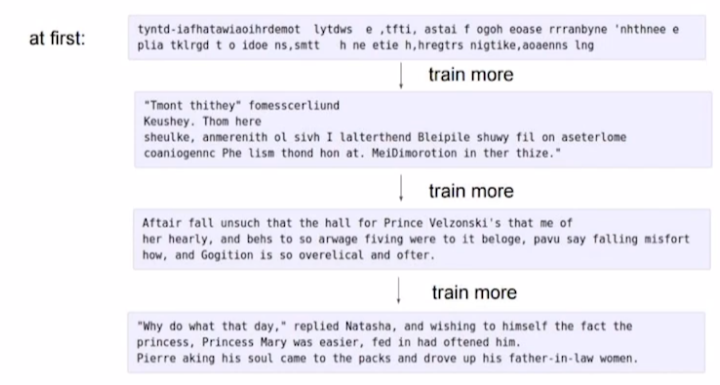 at first:
tyntd-iafhatawiaoihrdemot lytdws e ,tfti, astai f ogoh eoase rrranbyne 'nhthnee e
plia tklrgd t o idoe ns,smtt h ne etie h,hregtrs nigtike,aoaenns lng
train more
"Tmont thithey" fomesscerliund
Keushey. Thom here
sheulke, anmerenith ol sivh I lalterthend Bleipile shuwy fil on aseterlome
coaniogennc Phe lism thond hon at. MeiDimorotion in ther thize."
train more
Aftair fall unsuch that the hall for Prince Velzonski's that me of
her hearly, and behs to so arwage fiving were to it beloge, pavu say falling misfort
how, and Gogition is so overelical and ofter.
train more
"Why do what that day," replied Natasha, and wishing to himself the fact the
princess, Princess Mary was easier, fed in had oftened him.
Pierre aking his soul came to the packs and drove up his father-in-law women.